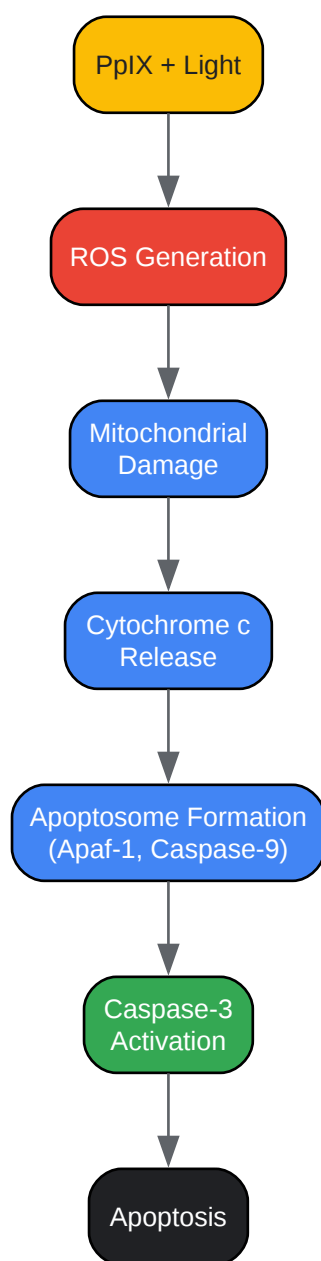 PpIX + Light
ROS Generation
Mitochondrial
Damage
Cytochrome c
Release
Apoptosome Formation
(Apaf-1, Caspase-9)
Caspase-3
Activation
Apoptosis